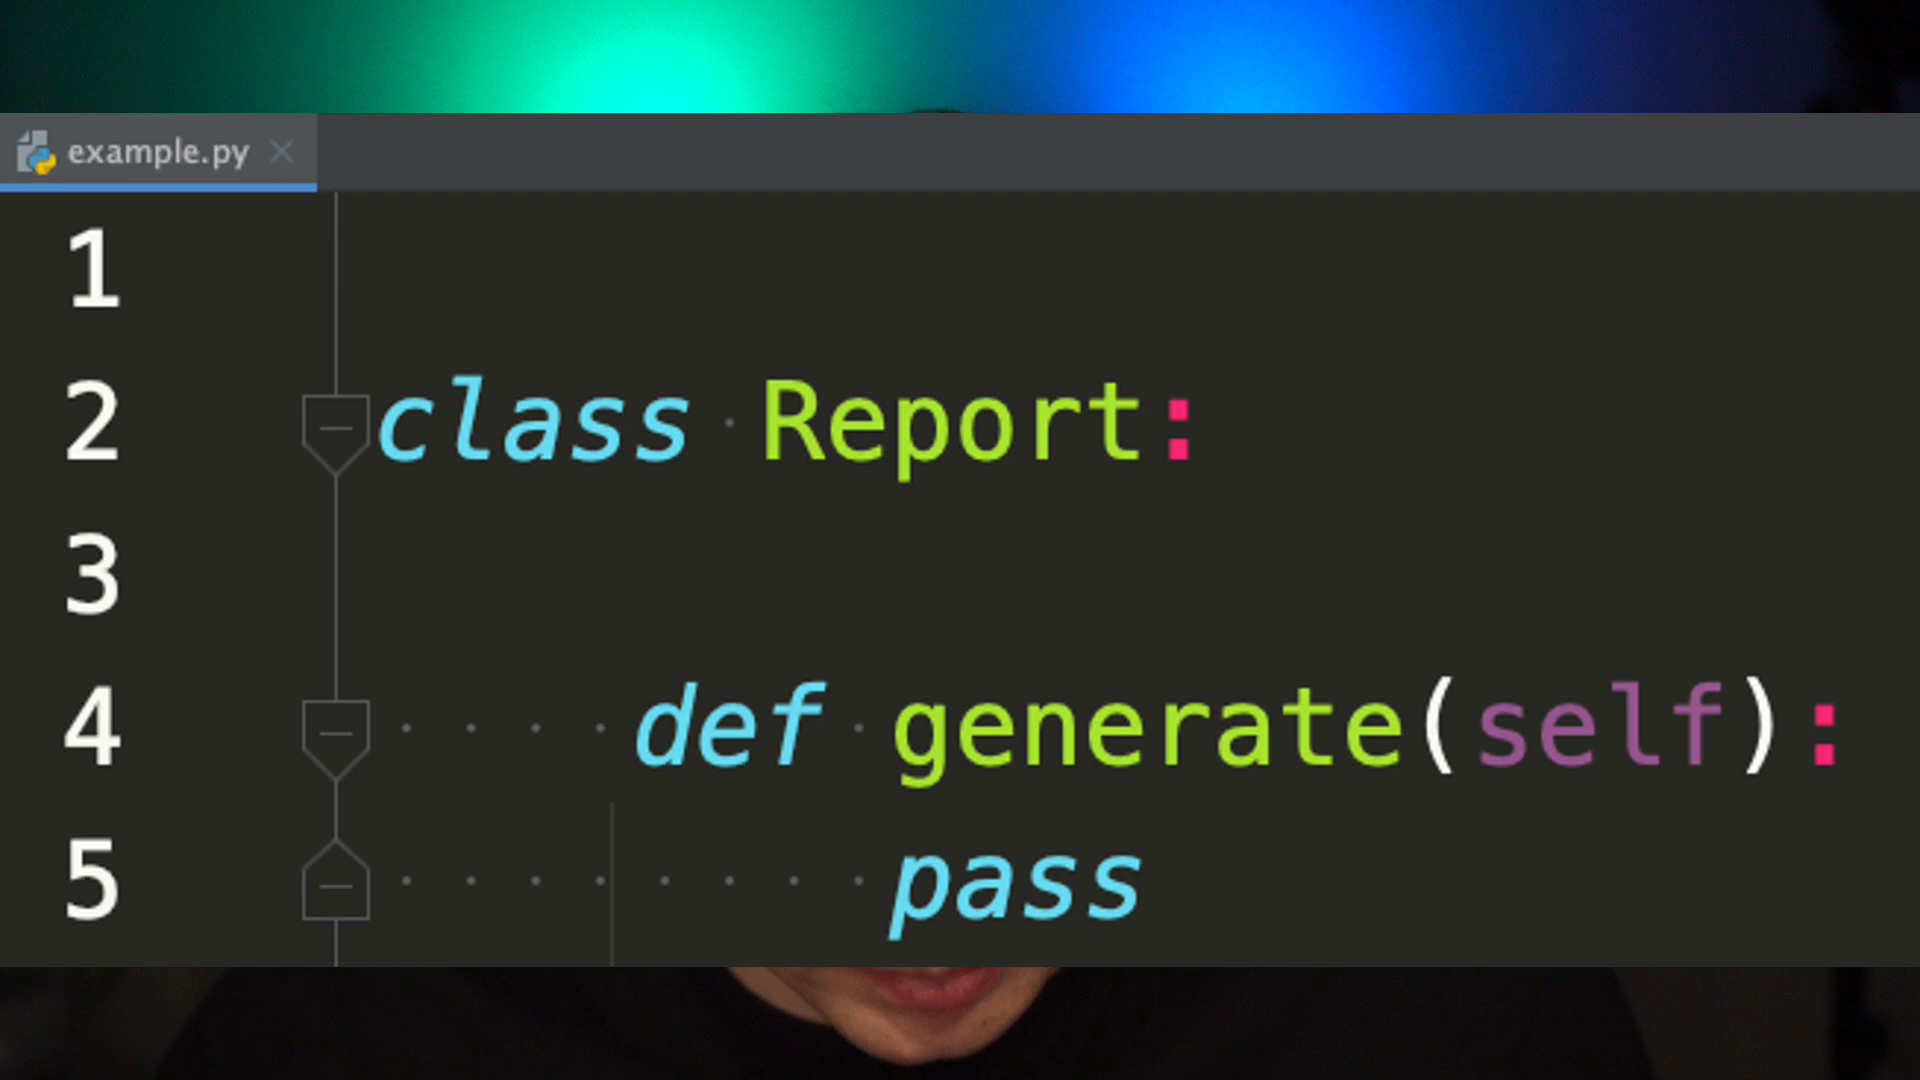 example.py
1
2 class Report:
3
4 def generate(self):
5 pass